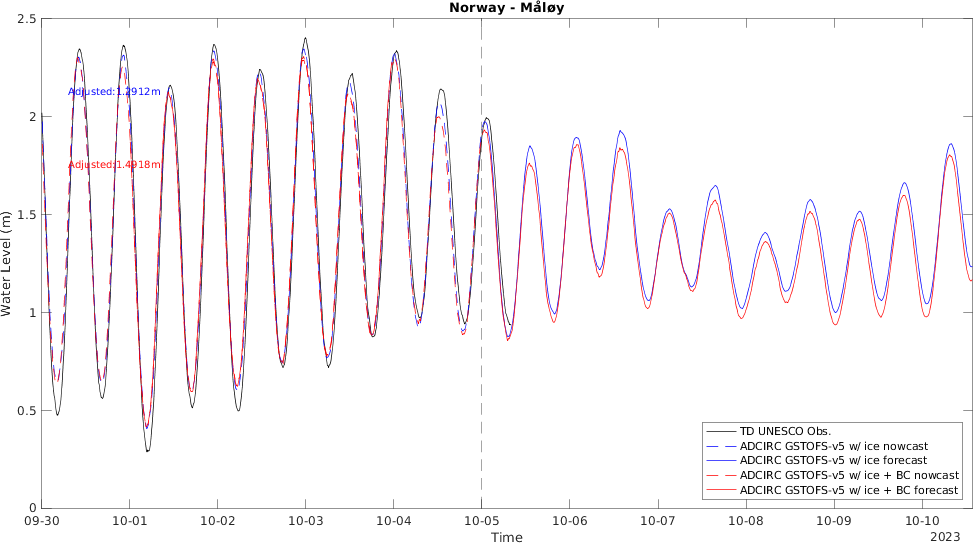 Norway - Måløy
2.5
2
1.5
1
0.5
0
Water Level (m)
Adjusted:1.2912m
Adjusted:1.4918m
TD UNESCO Obs.
ADCIRC GSTOFS-v5 w/ ice nowcast
ADCIRC GSTOFS-v5 w/ ice forecast
ADCIRC GSTOFS-v5 w/ ice + BC nowcast
ADCIRC GSTOFS-v5 w/ ice + BC forecast
09-30 10-01 10-02 10-03 10-04 10-05 10-06 10-07 10-08 10-09 10-10
Time
2023